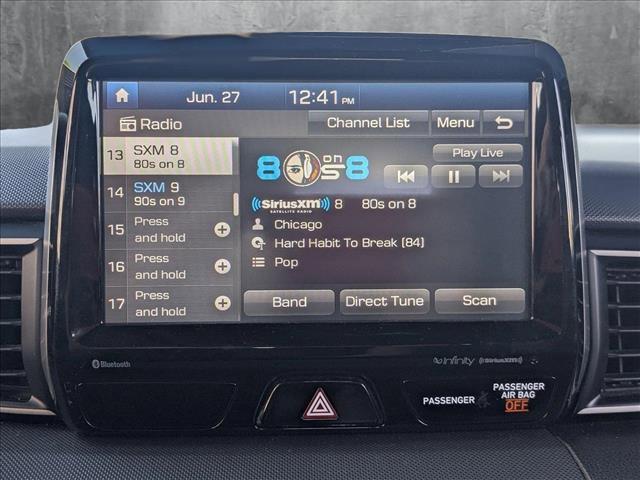 Jun. 27 12:41 PM
Radio Channel List Menu
13 SXM 8
80s on 8
14 SXM 9
90s on 9
15 Press
and hold
16 Press
and hold
17 Press
and hold
8 on 8
80s
Play Live
((SiriusXM)) 8 80s on 8
SATELLITE RADIO
Chicago
Hard Habit To Break (84)
Pop
Band Direct Tune Scan
Bluetooth
infinity ((SiriusXM))
PASSENGER
PASSENGER
AIR BAG
OFF